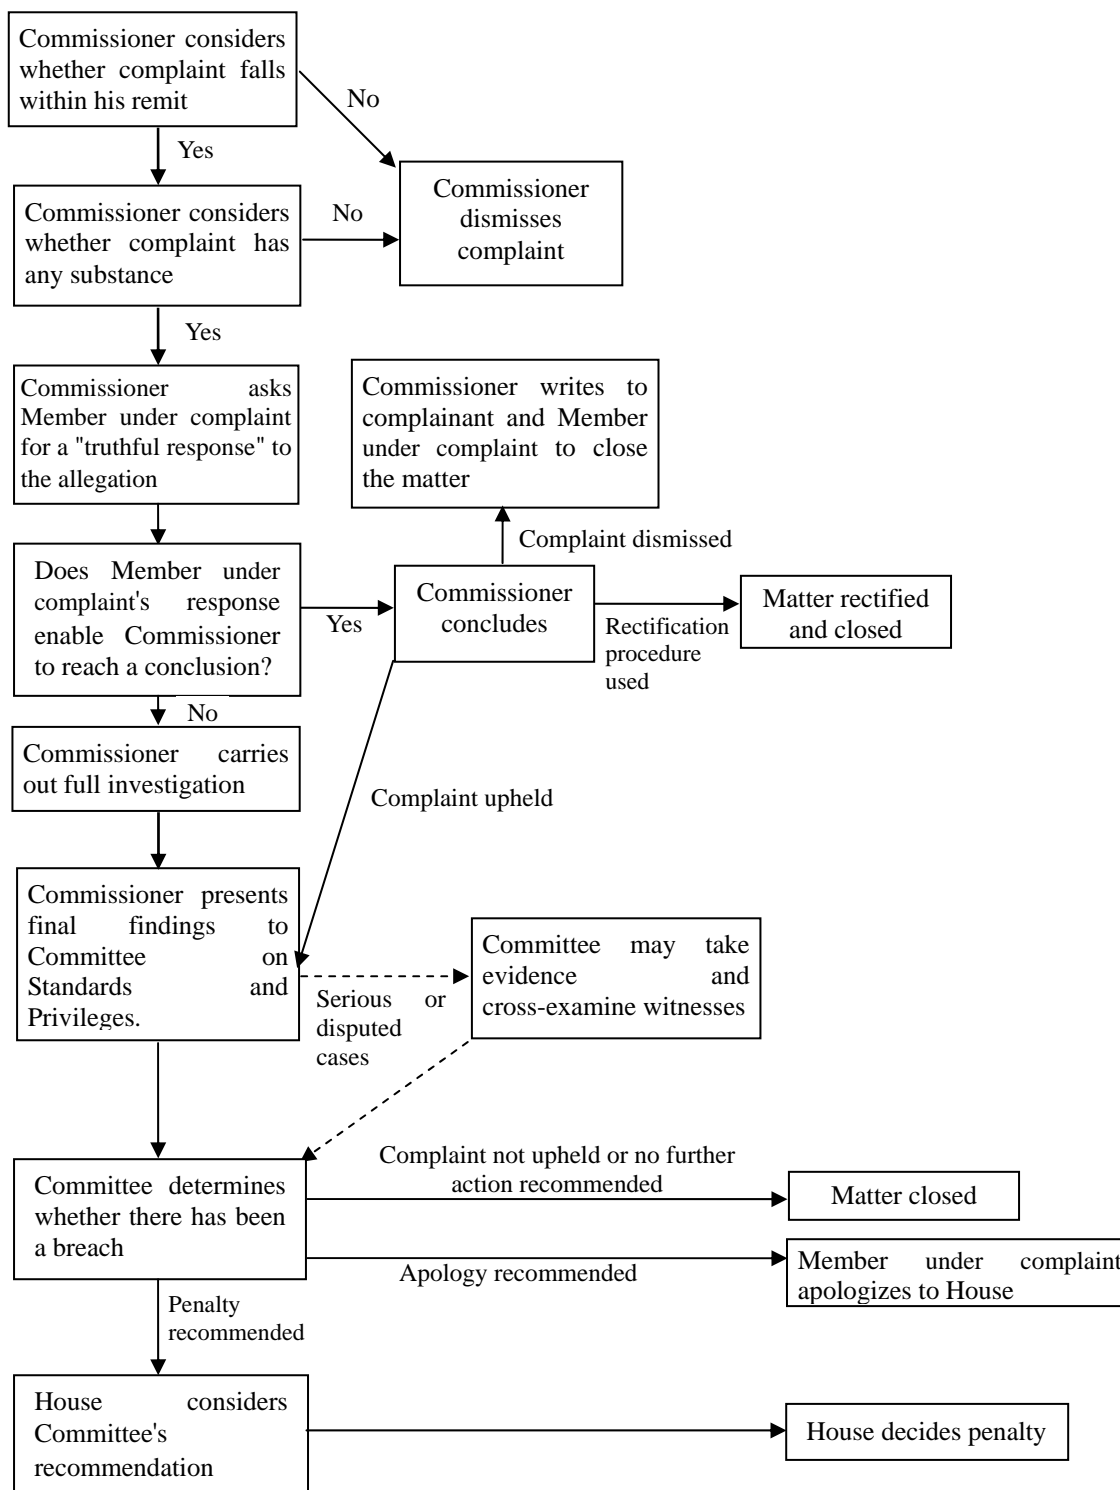 Commissioner considers
whether complaint falls
within his remit
No
Yes
Commissioner
dismisses
complaint
Commissioner considers
whether complaint has
any substance
No
Yes
Commissioner asks
Member under complaint
for a "truthful response" to
the allegation
Commissioner writes to
complainant and Member
under complaint to close
the matter
Complaint dismissed
Does Member under
complaint's response
enable Commissioner
to reach a conclusion?
Yes
Commissioner
concludes
Rectification
procedure
used
Matter rectified
and closed
No
Commissioner carries
out full investigation
Complaint upheld
Commissioner presents
final findings to
Committee on
Standards and
Privileges.
Serious or
disputed
cases
Committee may take
evidence and
cross-examine witnesses
Committee determines
whether there has been
a breach
Complaint not upheld or no further
action recommended
Matter closed
Apology recommended
Member under complaint
apologizes to House
Penalty
recommended
House considers
Committee's
recommendation
House decides penalty